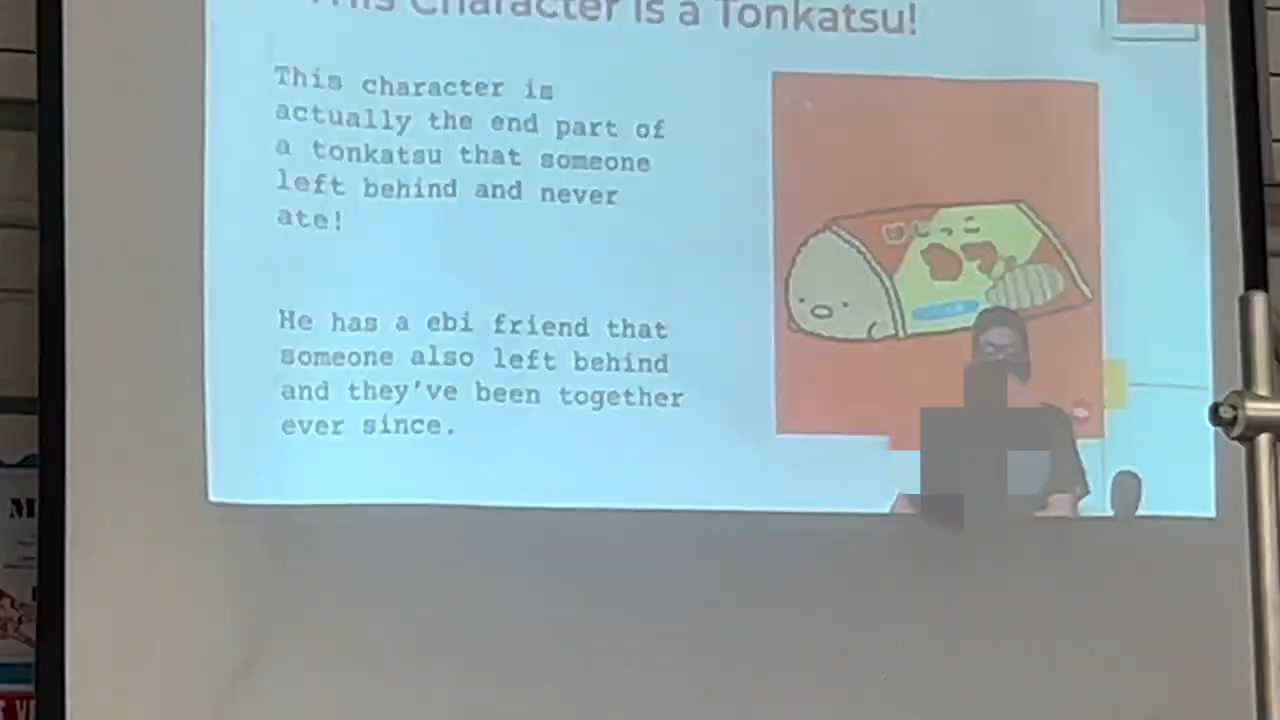 This Character is a Tonkatsu!
This character is
actually the end part of
a tonkatsu that someone
left behind and never
ate!
He has a ebi friend that
someone also left behind
and they've been together
ever since.
M